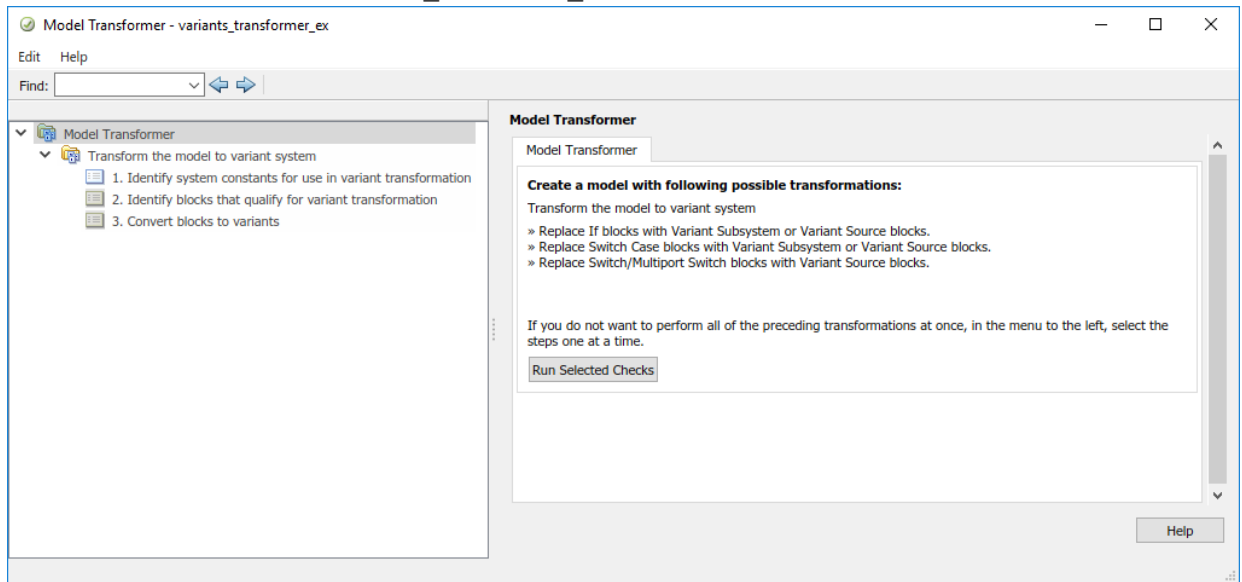 Model Transformer - variants_transformer_ex
Edit Help
Find:
Model Transformer
Transform the model to variant system
1. Identify system constants for use in variant transformation
2. Identify blocks that qualify for variant transformation
3. Convert blocks to variants
Model Transformer
Model Transformer
Create a model with following possible transformations:
Transform the model to variant system
» Replace If blocks with Variant Subsystem or Variant Source blocks.
» Replace Switch Case blocks with Variant Subsystem or Variant Source blocks.
» Replace Switch/Multiport Switch blocks with Variant Source blocks.
If you do not want to perform all of the preceding transformations at once, in the menu to the left, select the
steps one at a time.
Run Selected Checks
Help